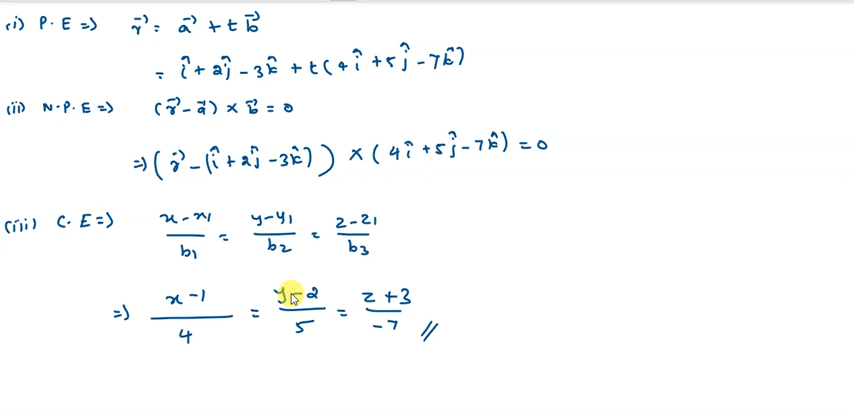 (i) P.E => r⃗ = a⃗ + t b⃗
= î + 2ĵ - 3k̂ + t(4î + 5ĵ - 7k̂)
(ii) N.P.E => (r⃗ - a⃗) × b⃗ = 0
=> (r⃗ - (î + 2ĵ - 3k̂)) × (4î + 5ĵ - 7k̂) = 0
(iii) C.E => (x - x₁)/b₁ = (y - y₁)/b₂ = (z - z₁)/b₃
=> (x - 1)/4 = (y - 2)/5 = (z + 3)/-7 //